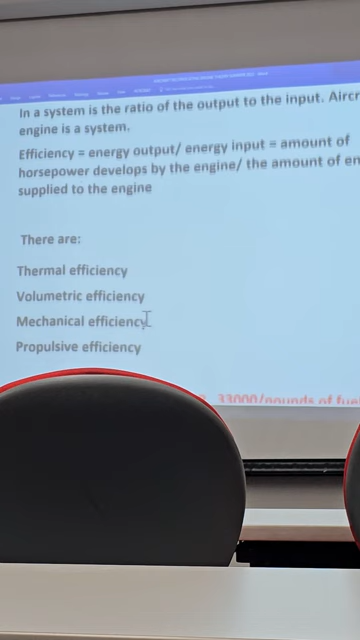 In a system is the ratio of the output to the input. Aircr
engine is a system.
Efficiency = energy output/ energy input = amount of
horsepower develops by the engine/ the amount of en
supplied to the engine
There are:
Thermal efficiency
Volumetric efficiency
Mechanical efficiency
Propulsive efficiency
33000/pounds of fuel